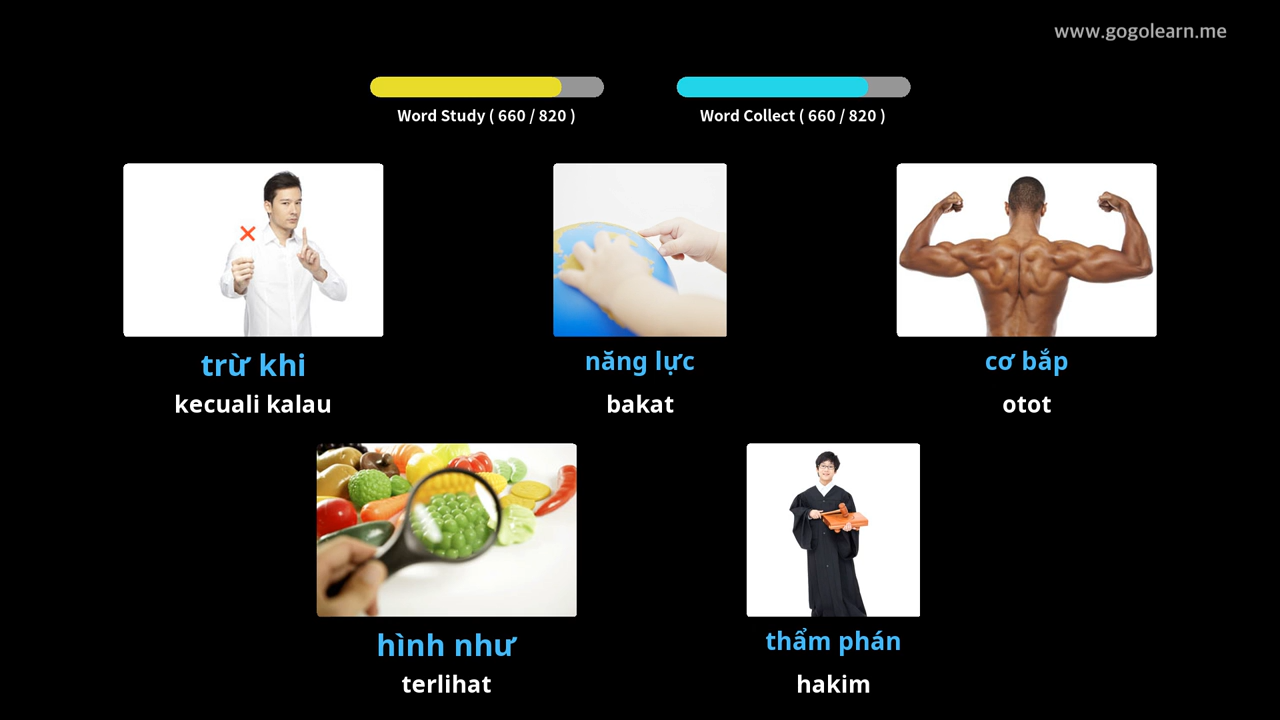 www.gogolearn.me
Word Study ( 660 / 820 )
Word Collect ( 660 / 820 )
trừ khi
kecuali kalau
năng lực
bakat
cơ bắp
otot
hình như
terlihat
thẩm phán
hakim